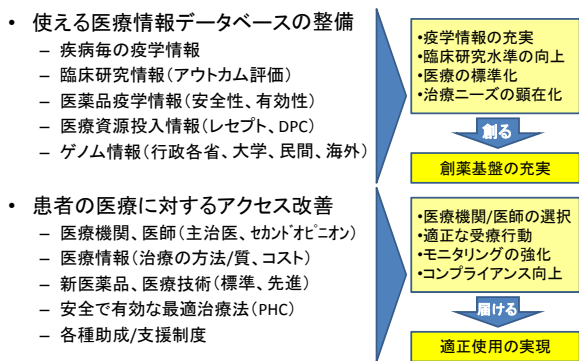 • 使える医療情報データベースの整備
– 疾病毎の疫学情報
– 臨床研究情報(アウトカム評価)
– 医薬品疫学情報(安全性、有効性)
– 医療資源投入情報(レセプト、DPC)
– ゲノム情報(行政各省、大学、民間、海外)
•疫学情報の充実
•臨床研究水準の向上
•医療の標準化
•治療ニーズの顕在化
創る
創薬基盤の充実
• 患者の医療に対するアクセス改善
– 医療機関、医師(主治医、セカンドオピニオン)
– 医療情報(治療の方法/質、コスト)
– 新医薬品、医療技術(標準、先進)
– 安全で有効な最適治療法(PHC)
– 各種助成/支援制度
•医療機関/医師の選択
•適正な受療行動
•モニタリングの強化
•コンプライアンス向上
届ける
適正使用の実現